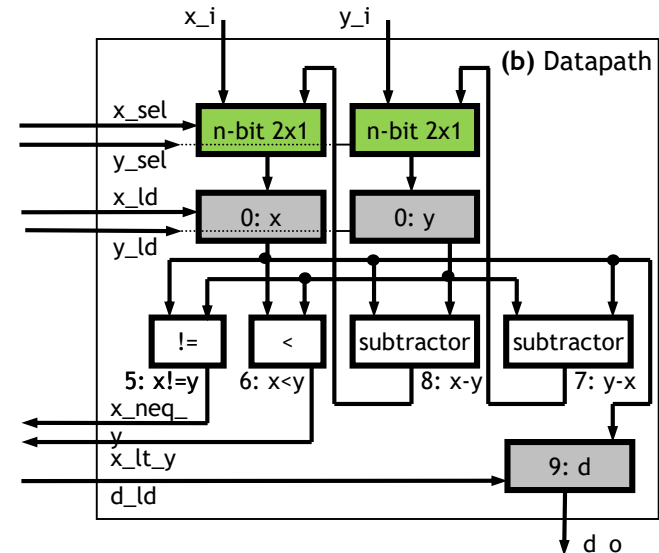 x_i
y_i
(b) Datapath
x_sel
n-bit 2x1
n-bit 2x1
y_sel
x_ld
0: x
0: y
y_ld
!=
<
subtractor
subtractor
5: x!=y
6: x<y
8: x-y
7: y-x
x_neq_
y
x_lt_y
9: d
d_ld
d_o